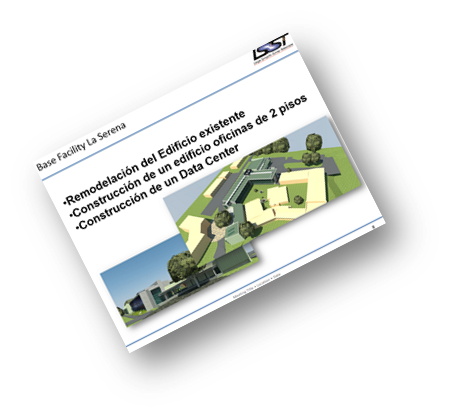 LSST
Base Facility La Serena
•Remodelación del Edificio existente
•Construcción de un edificio oficinas de 2 pisos
•Construcción de un Data Center